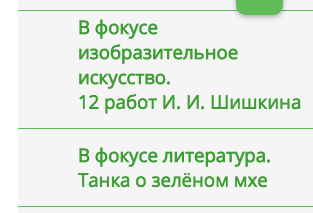 В фокусе
изобразительное
искусство.
12 работ И. И. Шишкина
В фокусе литература.
Танка о зелёном мхе